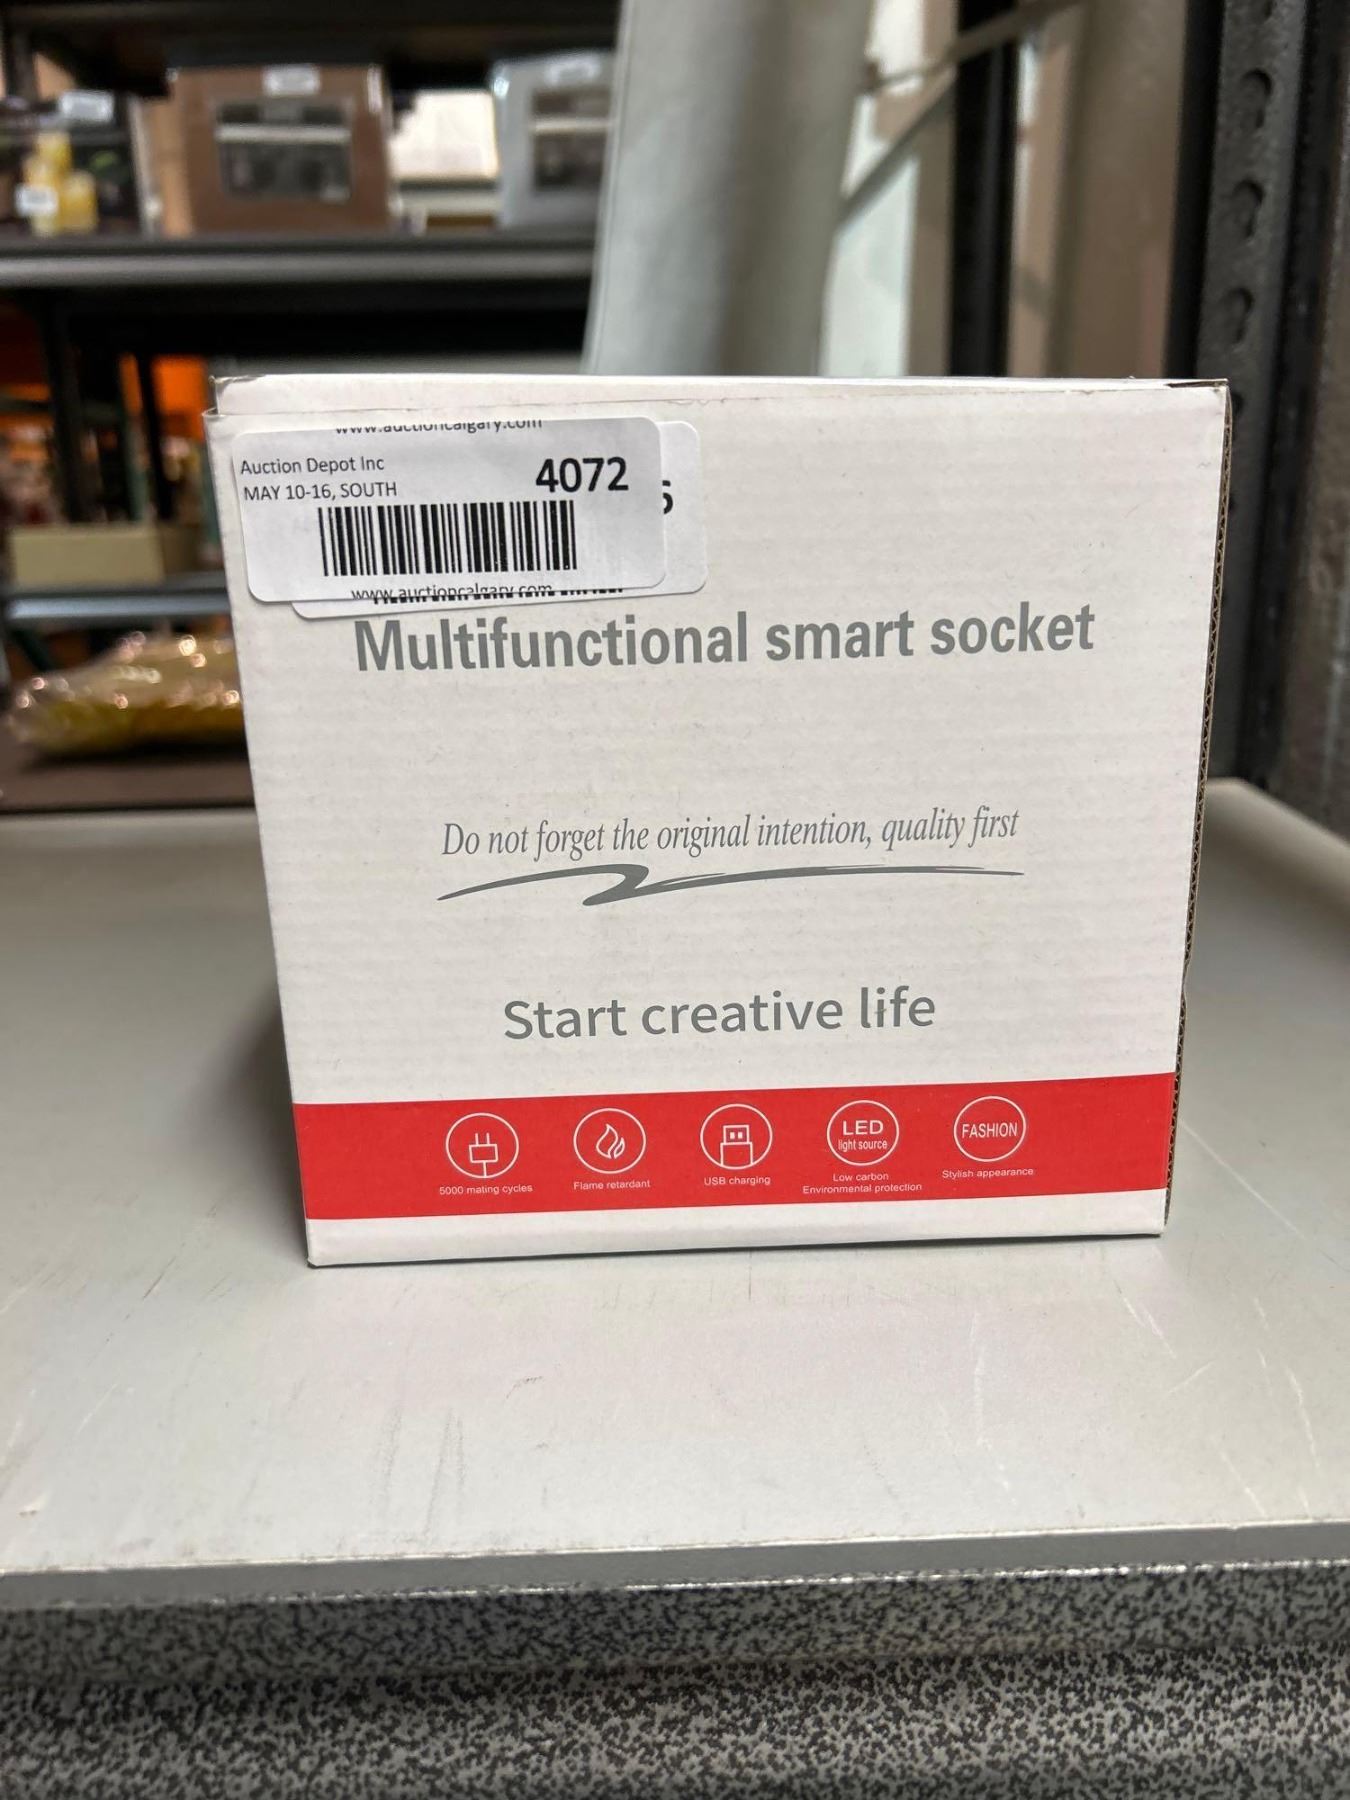 www.auctioncalgary.com
Auction Depot Inc
4072
MAY 10-16, SOUTH
www.auctioncalgary.com
Multifunctional smart socket
Do not forget the original intention, quality first
Start creative life
LED
light source
FASHION
5000 mating cycles
Flame retardant
USB charging
Low carbon
Environmental protection
Stylish appearance